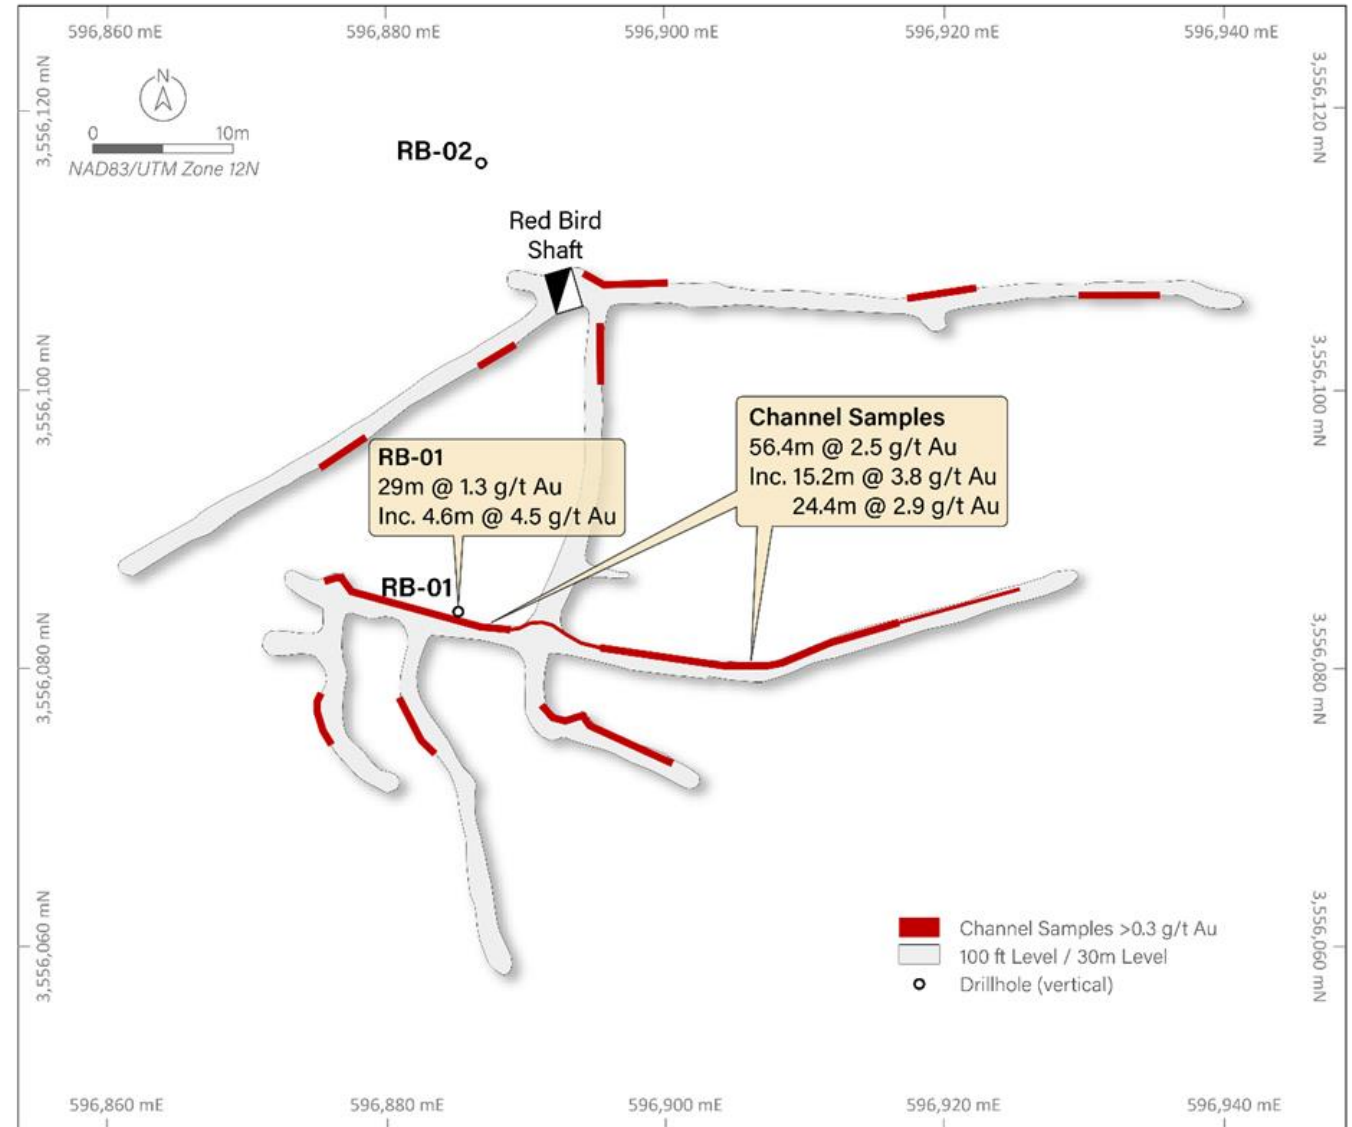 596,860 mE
596,880 mE
596,900 mE
596,920 mE
596,940 mE
3,556,120 mN
3,556,120 mN
N
0 10m
NAD83/UTM Zone 12N
RB-02
Red Bird
Shaft
3,556,100 mN
3,556,100 mN
RB-01
29m @ 1.3 g/t Au
Inc. 4.6m @ 4.5 g/t Au
Channel Samples
56.4m @ 2.5 g/t Au
Inc. 15.2m @ 3.8 g/t Au
24.4m @ 2.9 g/t Au
RB-01
3,556,080 mN
3,556,080 mN
3,556,060 mN
3,556,060 mN
Channel Samples >0.3 g/t Au
100 ft Level / 30m Level
Drillhole (vertical)
596,860 mE
596,880 mE
596,900 mE
596,920 mE
596,940 mE